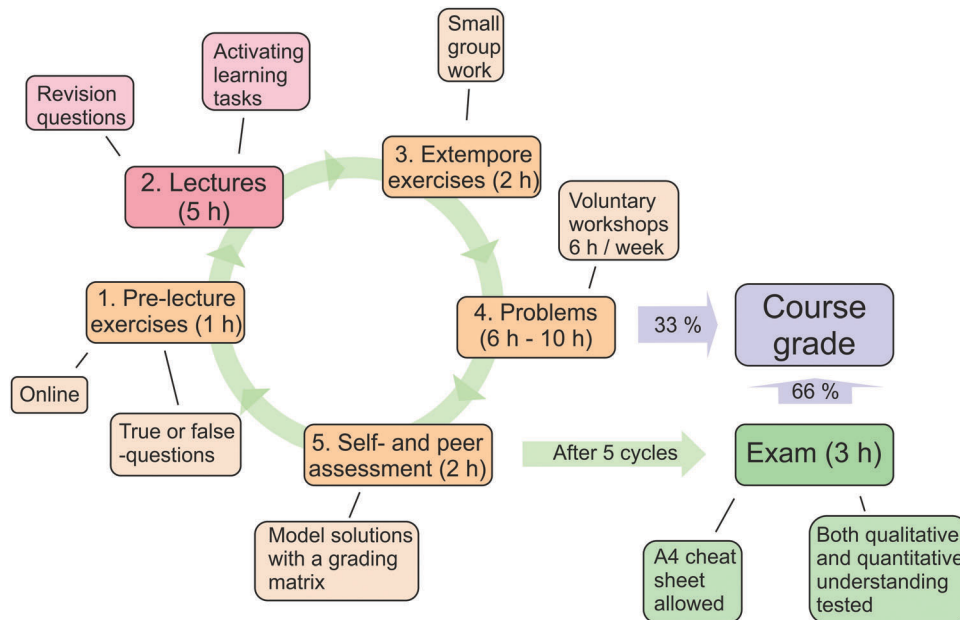 Small
group
work
Activating
learning
tasks
Revision
questions
3. Extempore
exercises (2 h)
2. Lectures
(5 h)
Voluntary
workshops
6 h / week
1. Pre-lecture
exercises (1 h)
4. Problems
(6 h - 10 h)
33 %
Course
grade
66 %
Online
True or false
-questions
5. Self- and peer
assessment (2 h)
After 5 cycles
Exam (3 h)
Model solutions
with a grading
matrix
A4 cheat
sheet
allowed
Both qualitative
and quantitative
understanding
tested